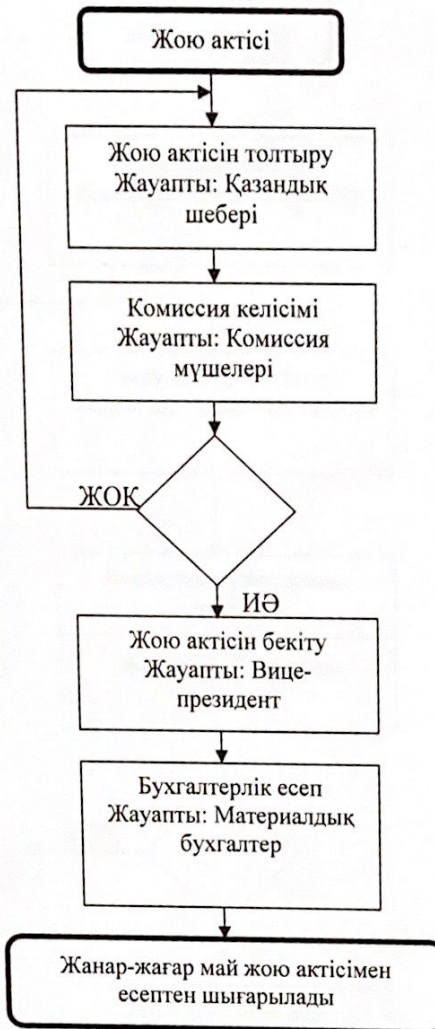 Жою актісі
Жою актісін толтыру
Жауапты: Қазандық
шебері
Комиссия келісімі
Жауапты: Комиссия
мүшелері
ЖОҚ
ИӘ
Жою актісін бекіту
Жауапты: Вице-
президент
Бухгалтерлік есеп
Жауапты: Материалдық
бухгалтер
Жанар-жағар май жою актісімен
есептен шығарылады